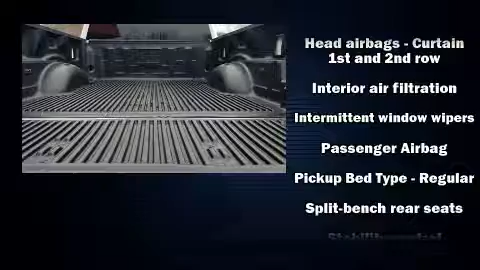 Head airbags - Curtain
1st and 2nd row
Interior air filtration
Intermittent window wipers
Passenger Airbag
Pickup Bed Type - Regular
Split-bench rear seats